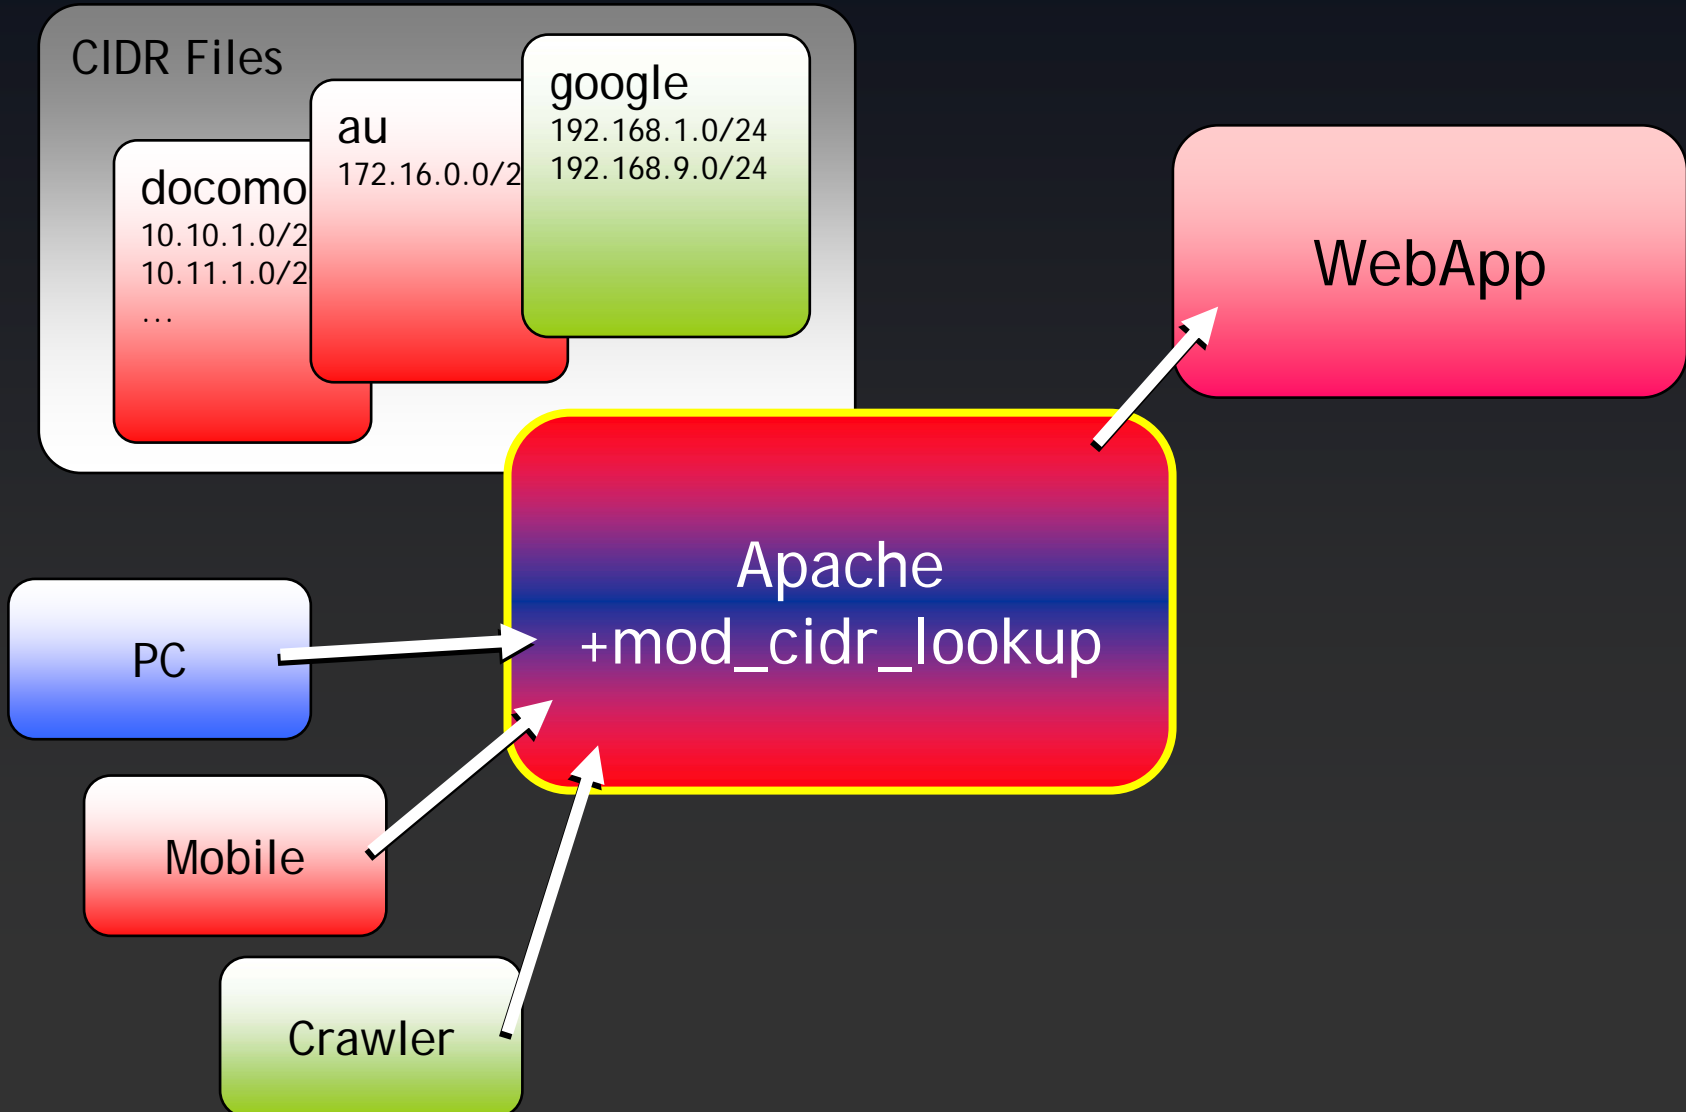 CIDR Files
docomo
10.10.1.0/2
10.11.1.0/2
...
au
172.16.0.0/2
google
192.168.1.0/24
192.168.9.0/24
WebApp
Apache
+mod_cidr_lookup
PC
Mobile
Crawler